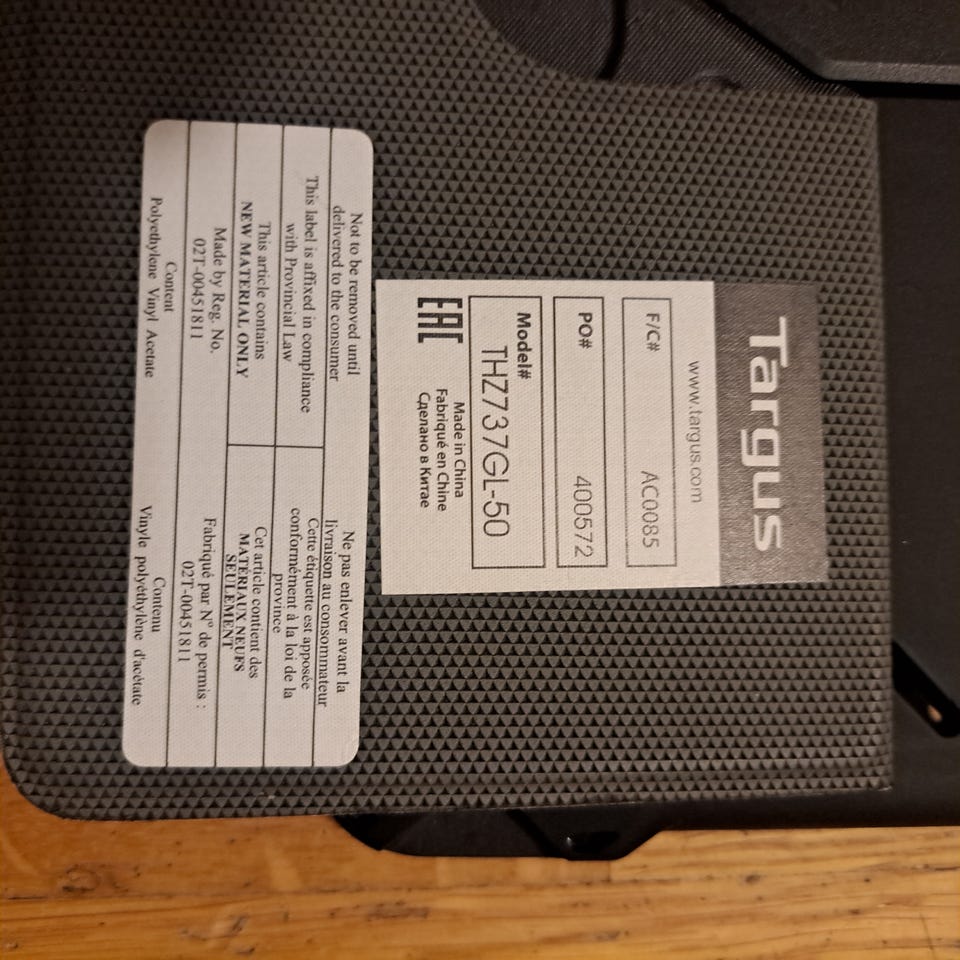 Targus
www.targus.com
F/C# AC0085
PO# 400572
Model# THZ737GL-50
EAC
Made in China
Fabriqué en Chine
Сделано в Китае
Not to be removed until
delivered to the consumer
Ne pas enlever avant la
livraison au consommateur
This label is affixed in compliance
with Provincial Law
Cette étiquette est apposée
conformément à la loi de la
province
This article contains
NEW MATERIAL ONLY
Cet article contient des
MATÉRIAUX NEUFS
SEULEMENT
Made by Reg. No.
02T-00451811
Fabriqué par Nº de permis :
02T-00451811
Content
Polyethylene Vinyl Acetate
Contenu
Vinyle polyéthylène d'acétate